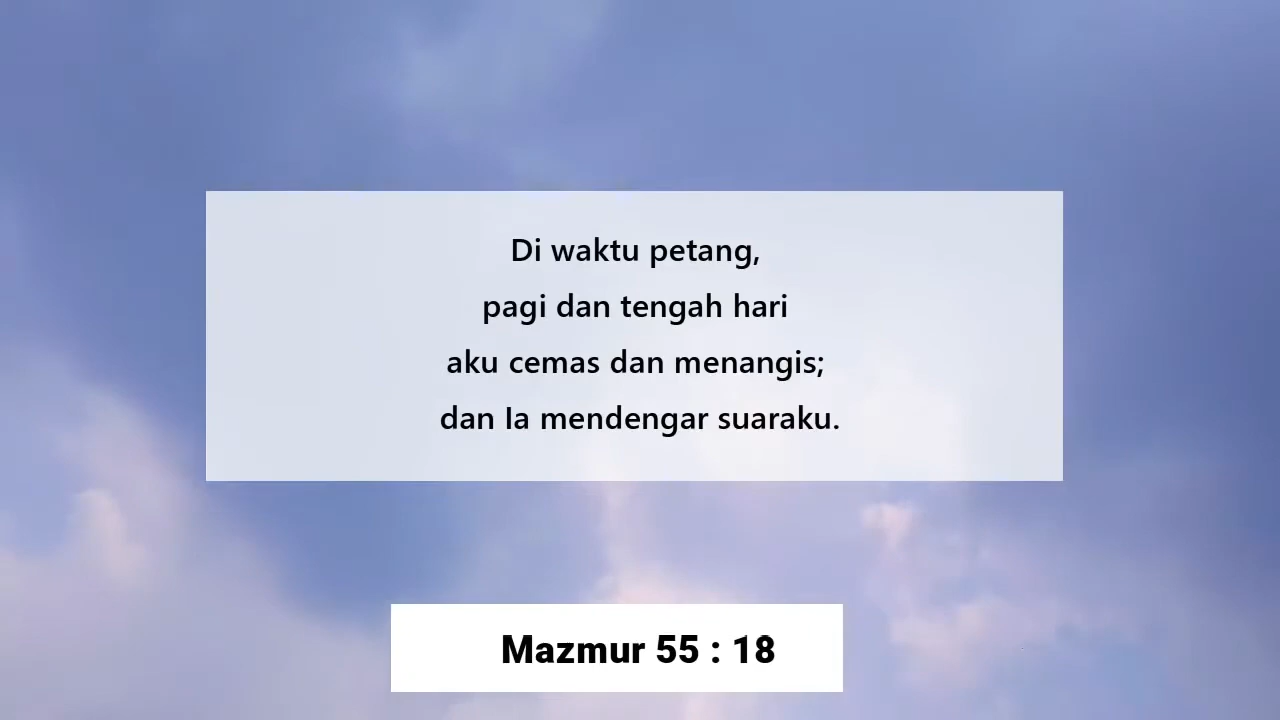 Di waktu petang,
pagi dan tengah hari
aku cemas dan menangis;
dan Ia mendengar suaraku.
Mazmur 55 : 18